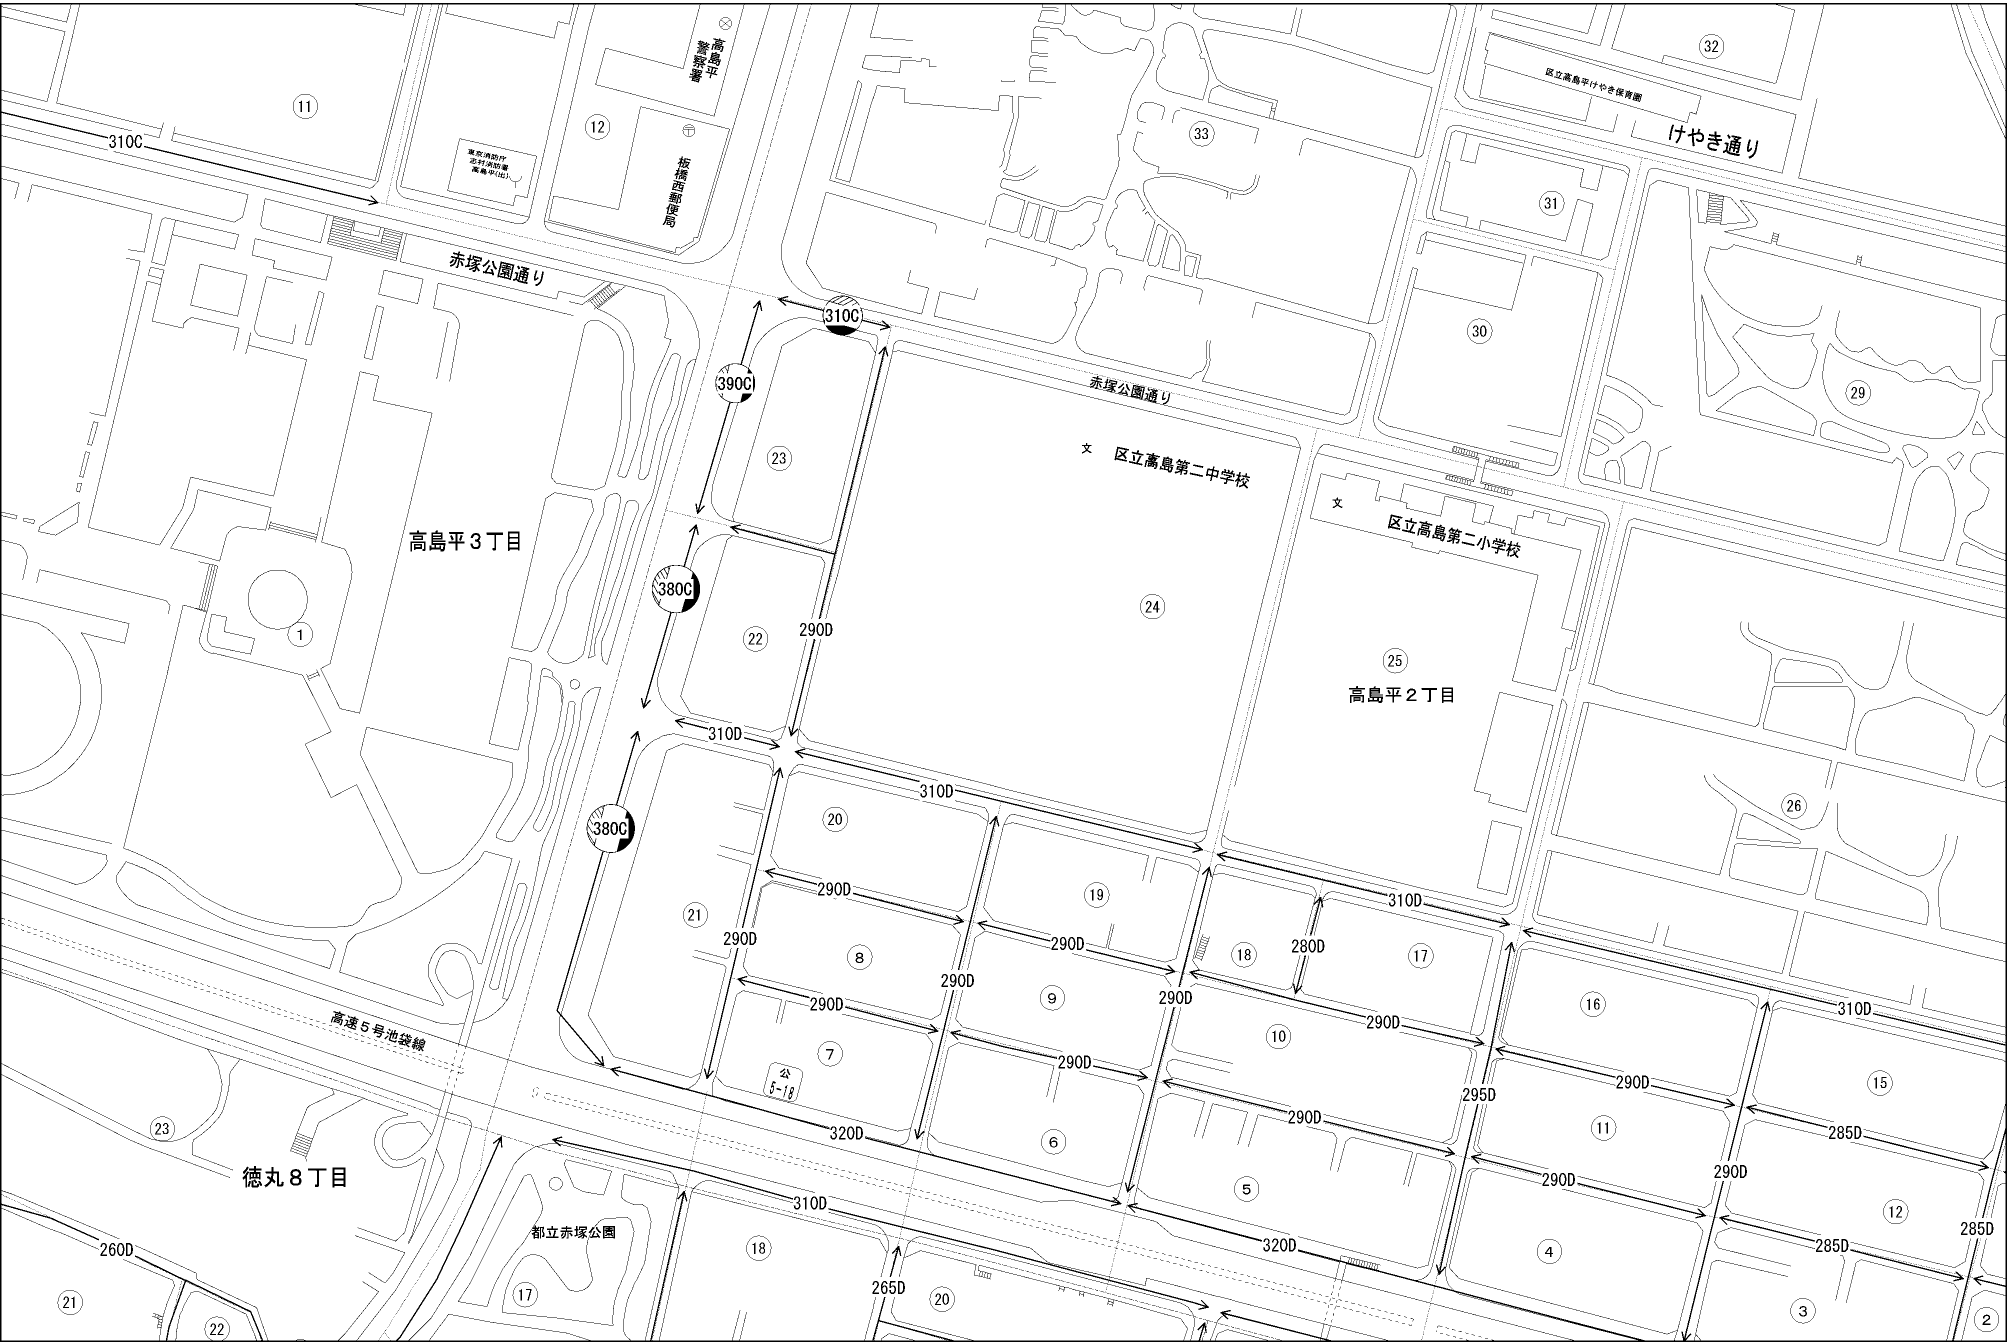 高島平
警察署
32
区立高島平けやき保育園
11
12
33
けやき通り
310C
東京消防庁
志村消防署
高島平(出)
板橋西郵便局
31
赤塚公園通り
310C
30
390C
赤塚公園通り
29
23
文 区立高島第二中学校
文 区立高島第二小学校
高島平3丁目
380C
24
1
22
290D
25
高島平2丁目
310D
310D
20
26
380C
290D
19
310D
21
290D
290D
280D
8
18
17
290D
9
290D
290D
16
290D
310D
高速5号池袋線
290D
10
7
290D
公
5-18
290D
15
295D
23
320D
6
290D
11
285D
徳丸8丁目
5
290D
290D
310D
12
都立赤塚公園
285D
260D
18
320D
4
285D
265D
17
21
20
3
22
2